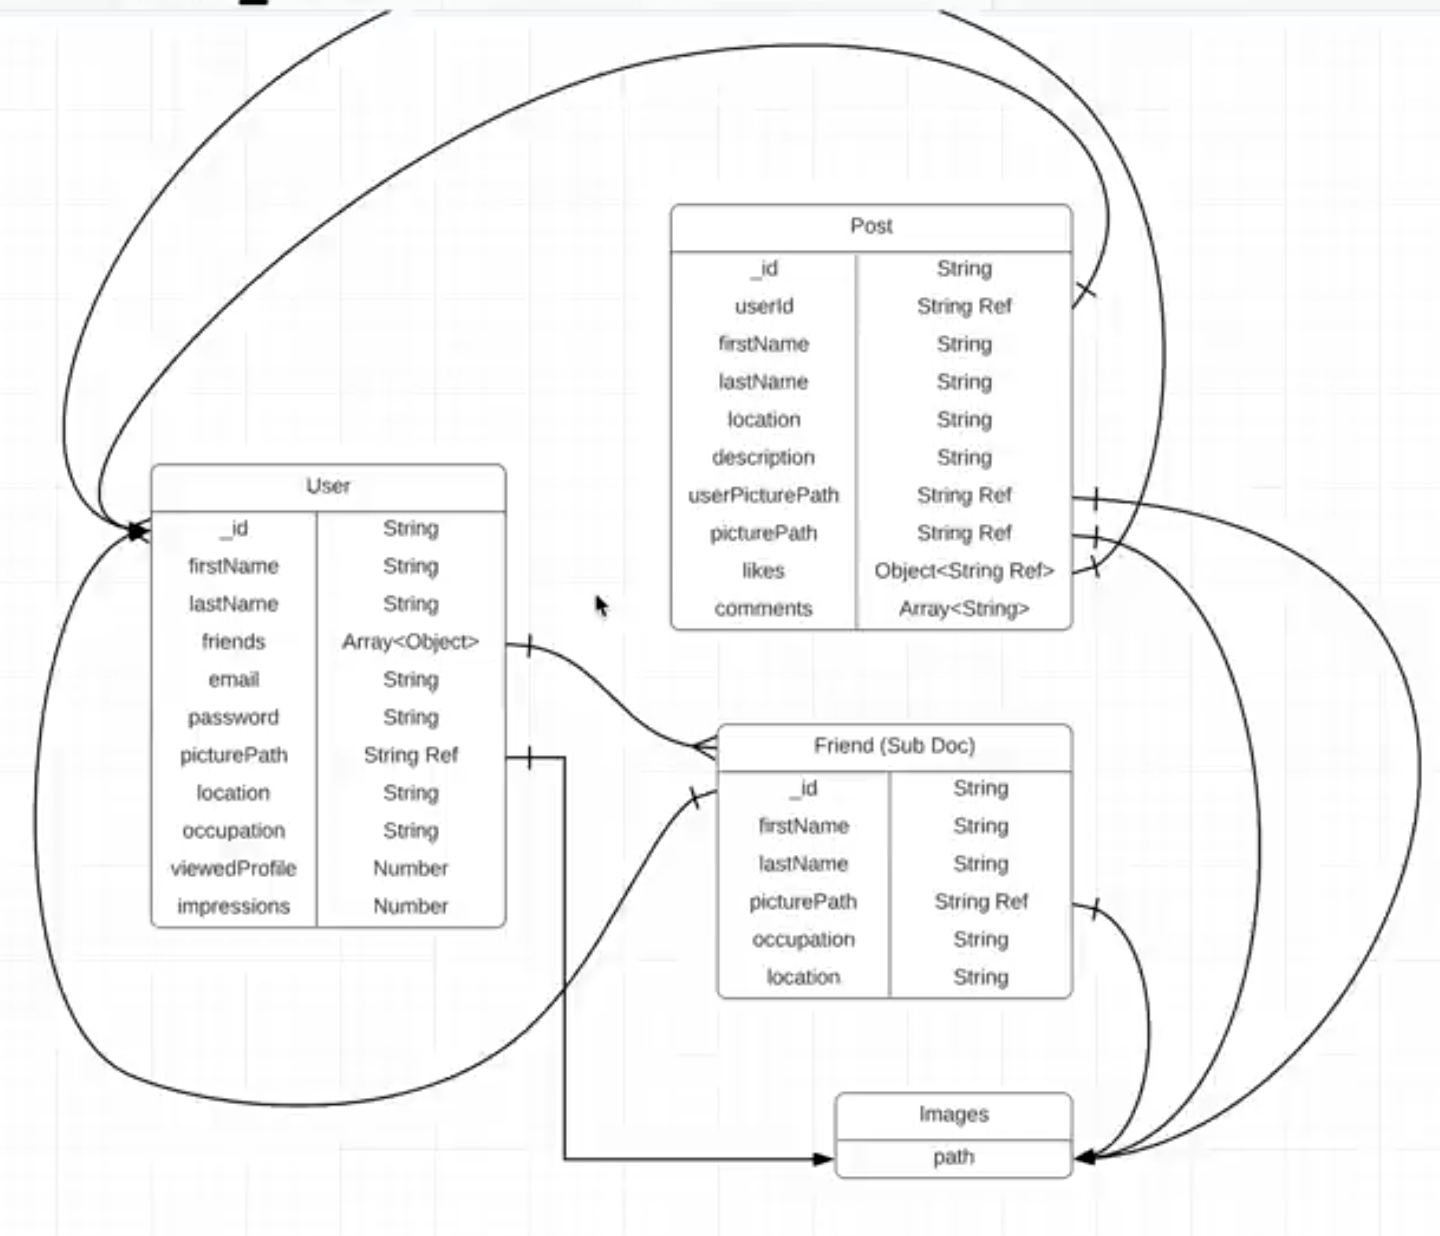 Post
_id String
userId String Ref
firstName String
lastName String
location String
description String
userPicturePath String Ref
picturePath String Ref
likes Object<String Ref>
comments Array<String>
User
_id String
firstName String
lastName String
friends Array<Object>
email String
password String
picturePath String Ref
location String
occupation String
viewedProfile Number
impressions Number
Friend (Sub Doc)
_id String
firstName String
lastName String
picturePath String Ref
occupation String
location String
Images
path